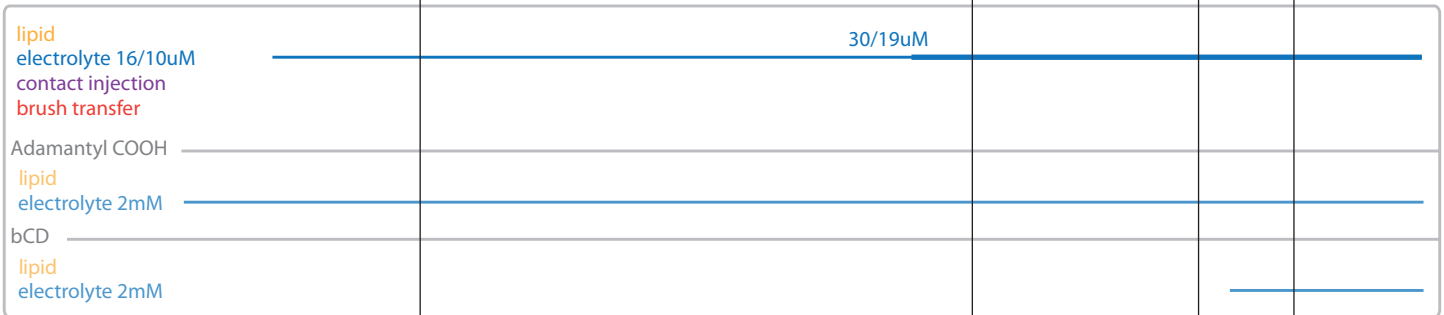 lipid
electrolyte 16/10uM
30/19uM
contact injection
brush transfer
Adamantyl COOH
lipid
electrolyte 2mM
bCD
lipid
electrolyte 2mM